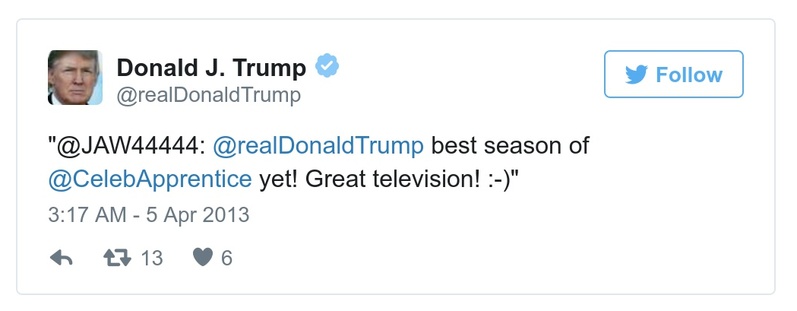 Donald J. Trump
@realDonaldTrump
Follow
"@JAW44444: @realDonaldTrump best season of
@CelebApprentice yet! Great television! :-)"
3:17 AM - 5 Apr 2013
13 6